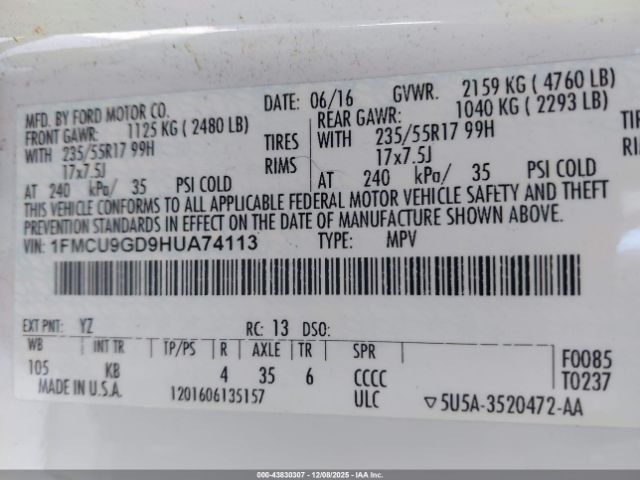 MFD. BY FORD MOTOR CO. DATE: 06/16 GVWR. 2159 KG ( 4760 LB)
FRONT GAWR: 1125 KG ( 2480 LB) REAR GAWR: 1040 KG ( 2293 LB)
WITH 235/55R17 99H TIRES WITH 235/55R17 99H
17x7.5J RIMS 17x7.5J
AT 240 kPa/ 35 PSI COLD AT 240 kPa/ 35 PSI COLD
THIS VEHICLE CONFORMS TO ALL APPLICABLE FEDERAL MOTOR VEHICLE SAFETY AND THEFT
PREVENTION STANDARDS IN EFFECT ON THE DATE OF MANUFACTURE SHOWN ABOVE.
VIN: 1FMCU9GD9HUA74113 TYPE: MPV
EXT PNT: YZ RC: 13 DSO:
WB INT TR TP/PS R AXLE TR SPR F0085
105 KB 4 35 6 CCCC T0237
MADE IN U.S.A. 1201606135157 ULC ▽5U5A-3520472-AA
000-43830307 • 12/08/2025 • IAA Inc.